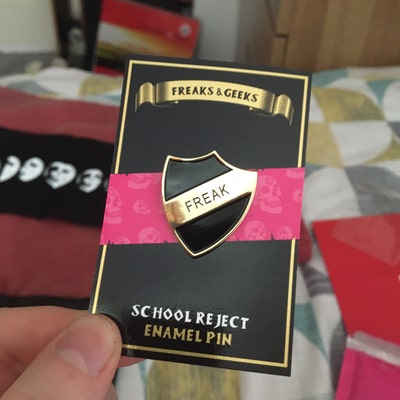 FREAKS & GEEKS
FREAK
SCHOOL REJECT
ENAMEL PIN